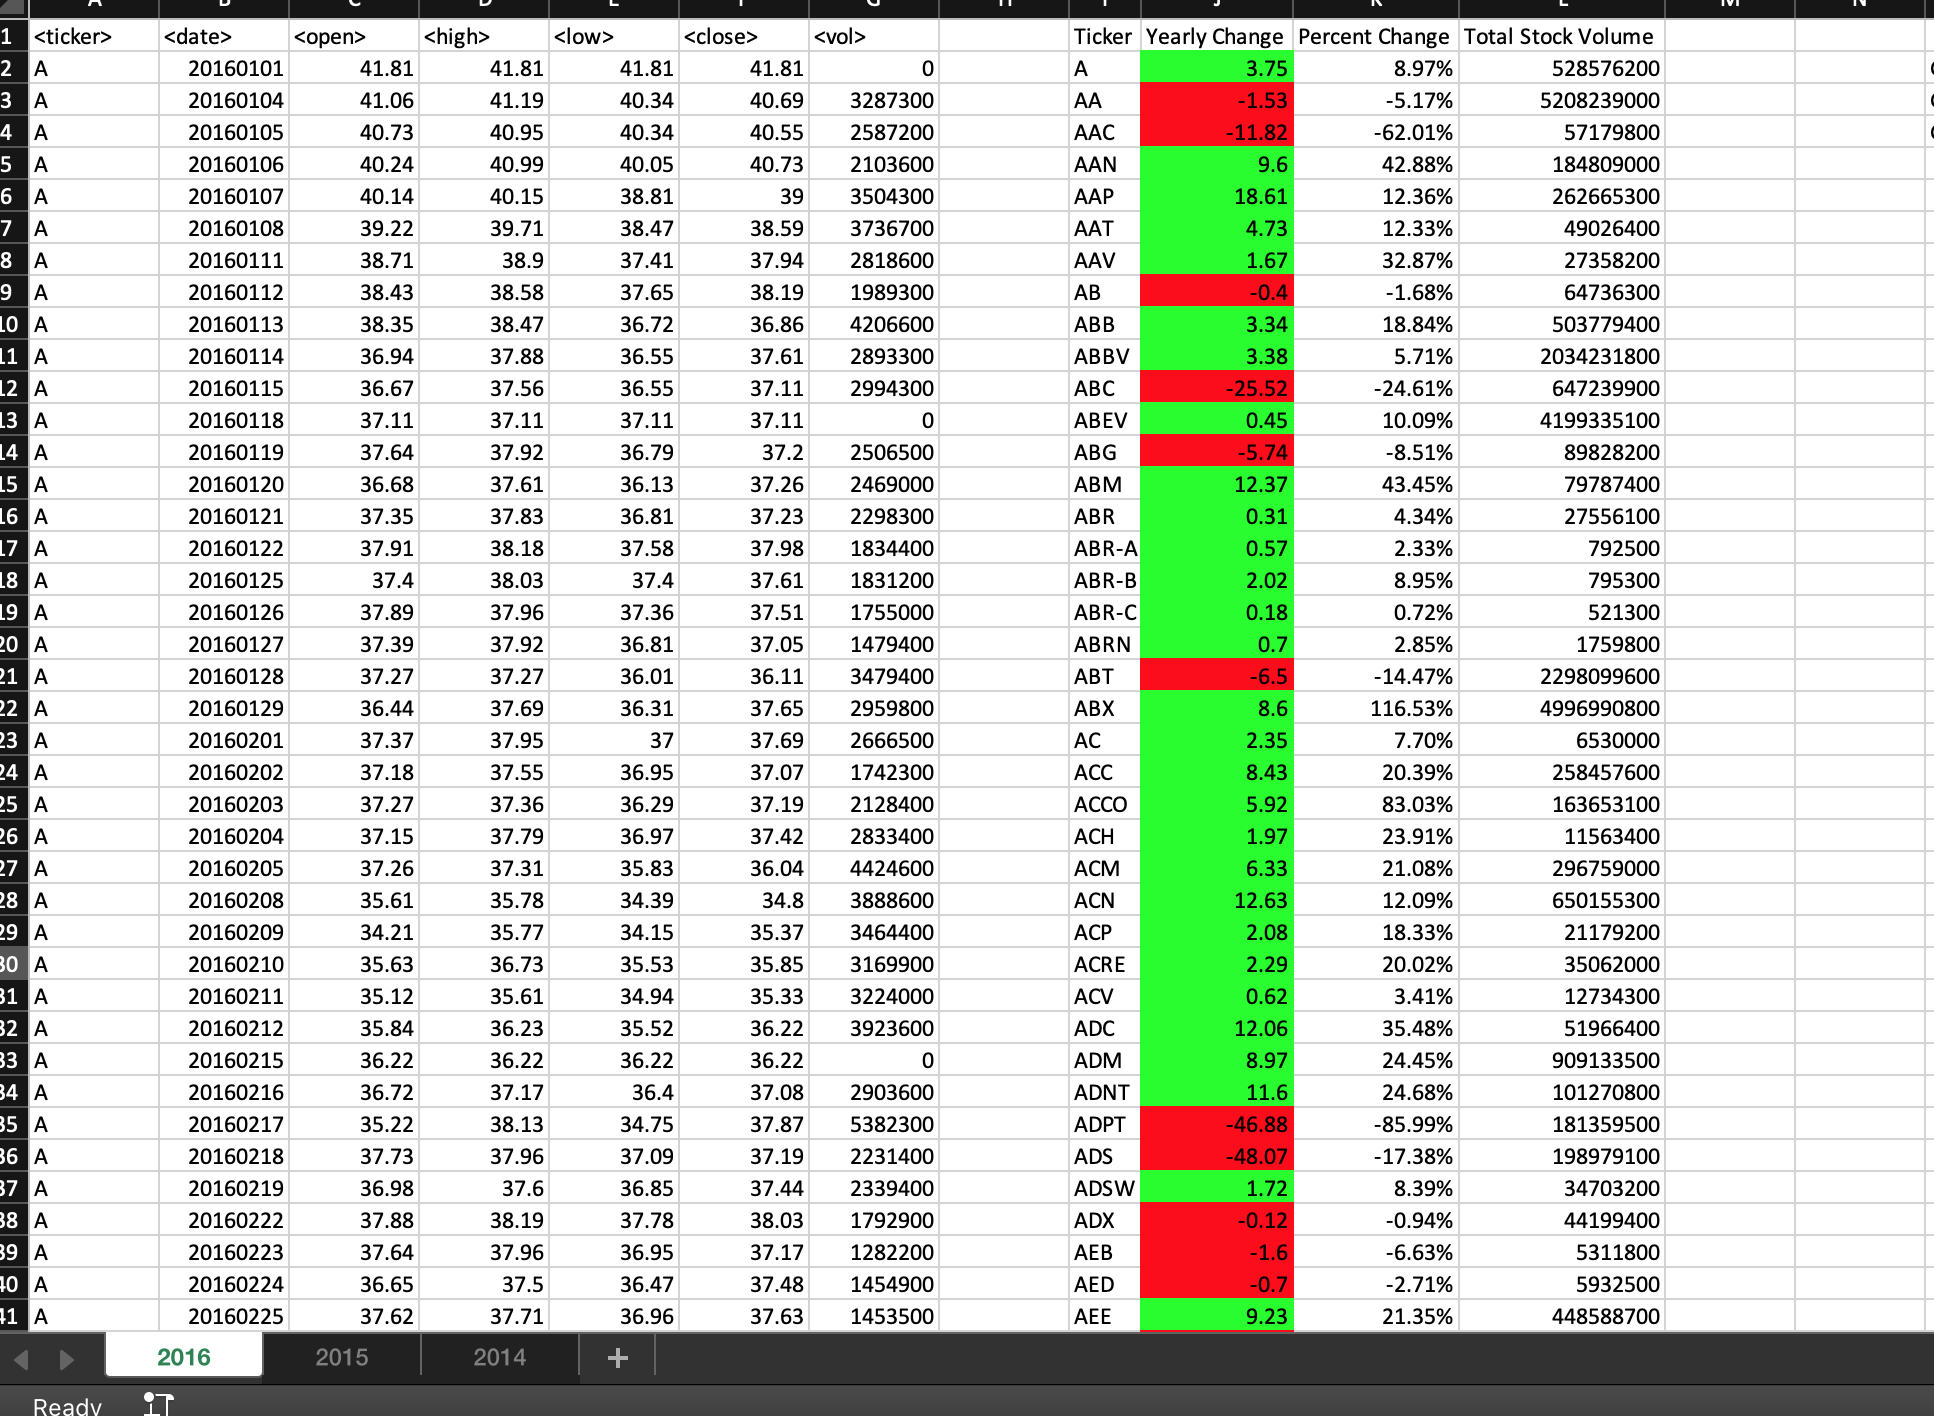 <ticker> <date> <open> <high> <low> <close> <vol> Ticker Yearly Change Percent Change Total Stock Volume
2 A 20160101 41.81 41.81 41.81 41.81 0 A 3.75 8.97% 528576200
3 A 20160104 41.06 41.19 40.34 40.69 3287300 AA -1.53 -5.17% 5208239000
4 A 20160105 40.73 40.95 40.34 40.55 2587200 AAC -11.82 -62.01% 57179800
5 A 20160106 40.24 40.99 40.05 40.73 2103600 AAN 9.6 42.88% 184809000
6 A 20160107 40.14 40.15 38.81 39 3504300 AAP 18.61 12.36% 262665300
7 A 20160108 39.22 39.71 38.47 38.59 3736700 AAT 4.73 12.33% 49026400
8 A 20160111 38.71 38.9 37.41 37.94 2818600 AAV 1.67 32.87% 27358200
9 A 20160112 38.43 38.58 37.65 38.19 1989300 AB -0.4 -1.68% 64736300
10 A 20160113 38.35 38.47 36.72 36.86 4206600 ABB 3.34 18.84% 503779400
11 A 20160114 36.94 37.88 36.55 37.61 2893300 ABBV 3.38 5.71% 2034231800
12 A 20160115 36.67 37.56 36.55 37.11 2994300 ABC -25.52 -24.61% 647239900
13 A 20160118 37.11 37.11 37.11 37.11 0 ABEV 0.45 10.09% 4199335100
14 A 20160119 37.64 37.92 36.79 37.2 2506500 ABG -5.74 -8.51% 89828200
15 A 20160120 36.68 37.61 36.13 37.26 2469000 ABM 12.37 43.45% 79787400
16 A 20160121 37.35 37.83 36.81 37.23 2298300 ABR 0.31 4.34% 27556100
17 A 20160122 37.91 38.18 37.58 37.98 1834400 ABR-A 0.57 2.33% 792500
18 A 20160125 37.4 38.03 37.4 37.61 1831200 ABR-B 2.02 8.95% 795300
19 A 20160126 37.89 37.96 37.36 37.51 1755000 ABR-C 0.18 0.72% 521300
20 A 20160127 37.39 37.92 36.81 37.05 1479400 ABRN 0.7 2.85% 1759800
21 A 20160128 37.27 37.27 36.01 36.11 3479400 ABT -6.5 -14.47% 2298099600
22 A 20160129 36.44 37.69 36.31 37.65 2959800 ABX 8.6 116.53% 4996990800
23 A 20160201 37.37 37.95 37 37.69 2666500 AC 2.35 7.70% 6530000
24 A 20160202 37.18 37.55 36.95 37.07 1742300 ACC 8.43 20.39% 258457600
25 A 20160203 37.27 37.36 36.29 37.19 2128400 ACCO 5.92 83.03% 163653100
26 A 20160204 37.15 37.79 36.97 37.42 2833400 ACH 1.97 23.91% 11563400
27 A 20160205 37.26 37.31 35.83 36.04 4424600 ACM 6.33 21.08% 296759000
28 A 20160208 35.61 35.78 34.39 34.8 3888600 ACN 12.63 12.09% 650155300
29 A 20160209 34.21 35.77 34.15 35.37 3464400 ACP 2.08 18.33% 21179200
30 A 20160210 35.63 36.73 35.53 35.85 3169900 ACRE 2.29 20.02% 35062000
31 A 20160211 35.12 35.61 34.94 35.33 3224000 ACV 0.62 3.41% 12734300
32 A 20160212 35.84 36.23 35.52 36.22 3923600 ADC 12.06 35.48% 51966400
33 A 20160215 36.22 36.22 36.22 36.22 0 ADM 8.97 24.45% 909133500
34 A 20160216 36.72 37.17 36.4 37.08 2903600 ADNT 11.6 24.68% 101270800
35 A 20160217 35.22 38.13 34.75 37.87 5382300 ADPT -46.88 -85.99% 181359500
36 A 20160218 37.73 37.96 37.09 37.19 2231400 ADS -48.07 -17.38% 198979100
37 A 20160219 36.98 37.6 36.85 37.44 2339400 ADSW 1.72 8.39% 34703200
38 A 20160222 37.88 38.19 37.78 38.03 1792900 ADX -0.12 -0.94% 44199400
39 A 20160223 37.64 37.96 36.95 37.17 1282200 AEB -1.6 -6.63% 5311800
40 A 20160224 36.65 37.5 36.47 37.48 1454900 AED -0.7 -2.71% 5932500
41 A 20160225 37.62 37.71 36.96 37.63 1453500 AEE 9.23 21.35% 448588700
2016 2015 2014 +
Ready